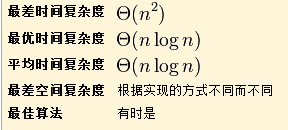 最差时间复杂度 Θ(n²)
最优时间复杂度 Θ(n log n)
平均时间复杂度 Θ(n log n)
最差空间复杂度 根据实现的方式不同而不同
最佳算法 有时是